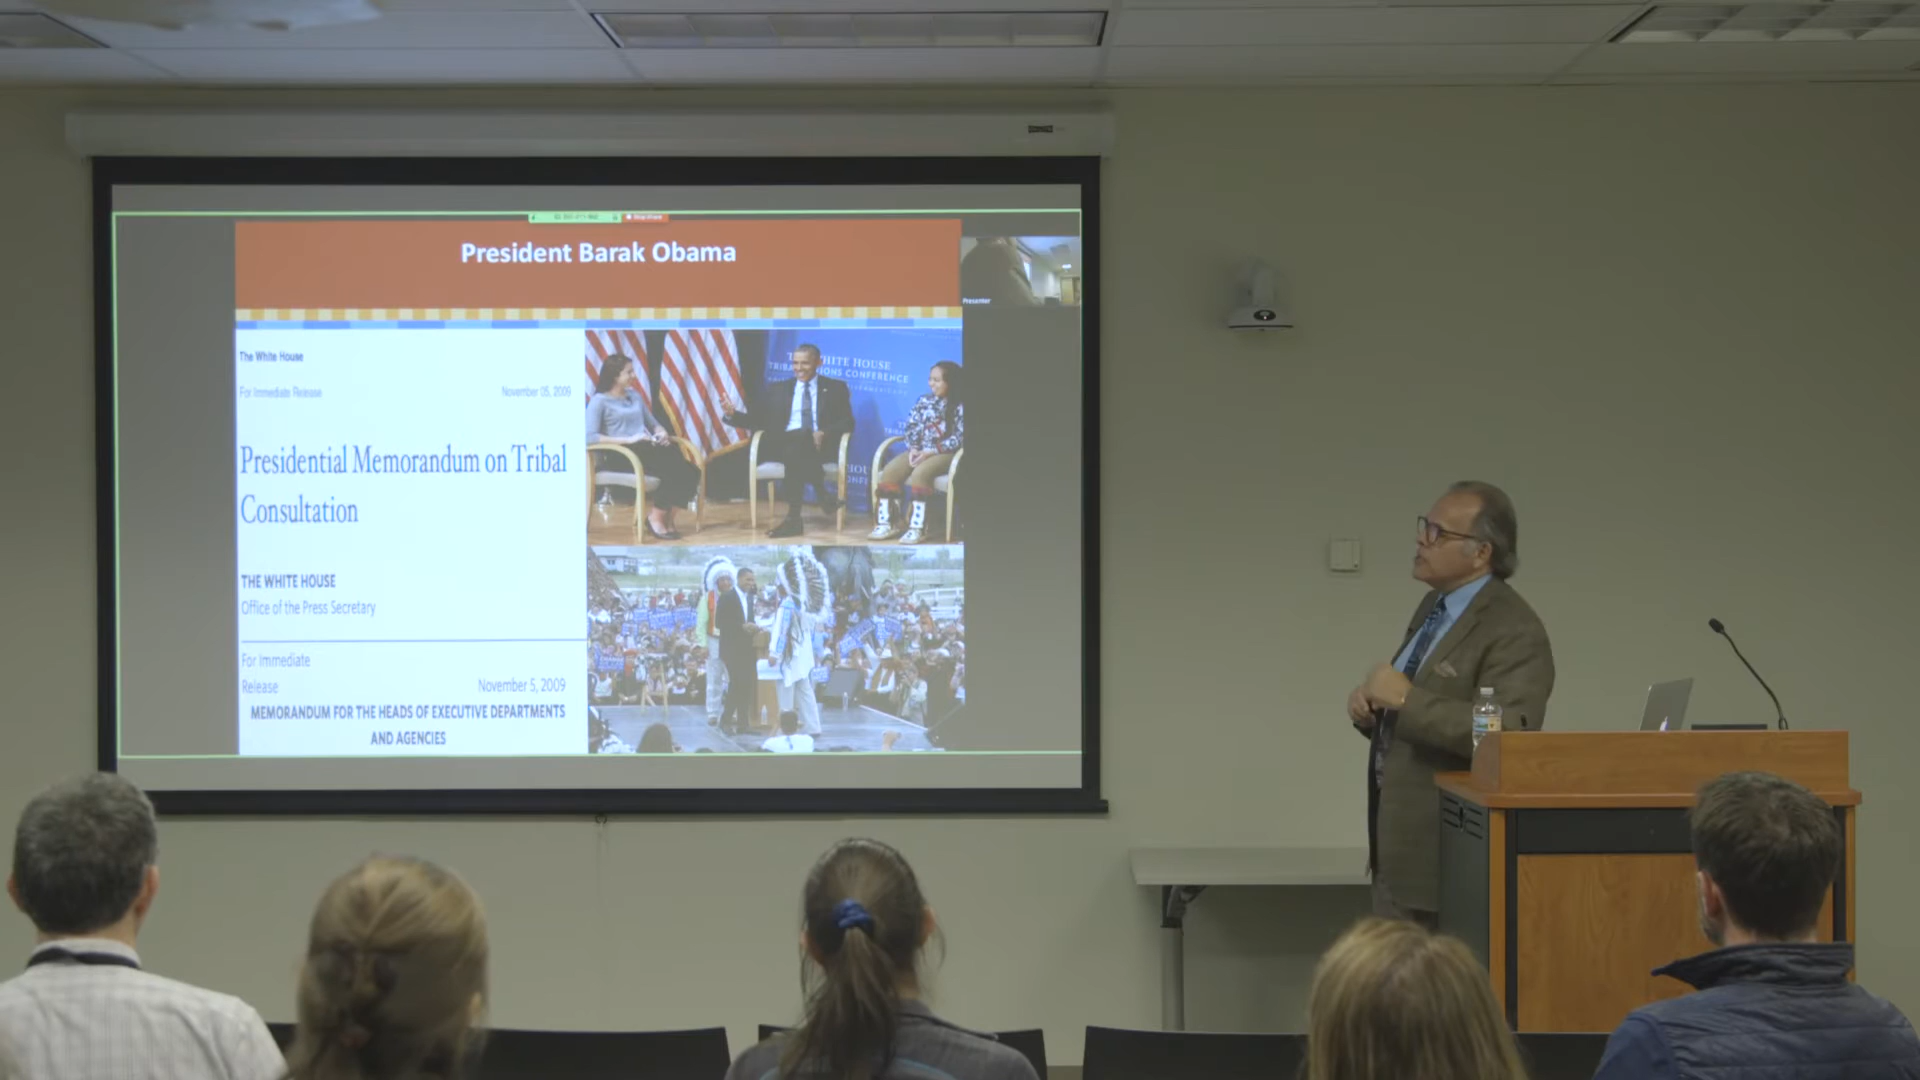 President Barak Obama
Presenter
The White House
For Immediate Release November 05, 2009
Presidential Memorandum on Tribal
Consultation
THE WHITE HOUSE
Office of the Press Secretary
For Immediate
Release November 5, 2009
MEMORANDUM FOR THE HEADS OF EXECUTIVE DEPARTMENTS
AND AGENCIES
HITE HOUSE
TRIBA IONS CONFERENCE